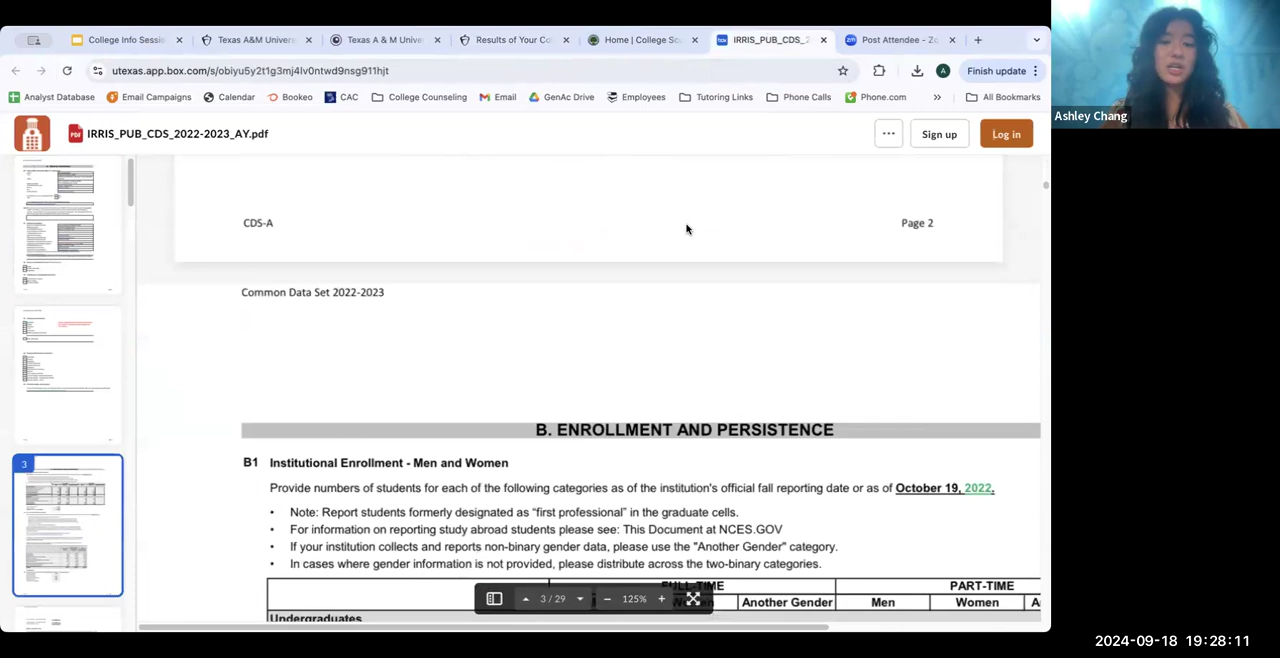 College Info Sessi
Texas A&M Univers
Texas A & M Unive
Results of Your Co
Home | College Sc
IRRIS_PUB_CDS_2
Post Attendee - Zo
utexas.app.box.com/s/obiyu5y2t1g3mj4lv0ntwd9nsg911hjt
A
Finish update
Analyst Database
Email Campaigns
Calendar
Bookeo
CAC
College Counseling
Email
GenAc Drive
Employees
Tutoring Links
Phone Calls
Phone.com
All Bookmarks
Ashley Chang
PDF
IRRIS_PUB_CDS_2022-2023_AY.pdf
Sign up
Log in
CDS-A
Page 2
Common Data Set 2022-2023
B. ENROLLMENT AND PERSISTENCE
B1 Institutional Enrollment - Men and Women
Provide numbers of students for each of the following categories as of the institution's official fall reporting date or as of October 19, 2022.
• Note: Report students formerly designated as “first professional” in the graduate cells.
• For information on reporting study abroad students please see: This Document at NCES.GOV
• If your institution collects and reports non-binary gender data, please use the "Another Gender" category.
• In cases where gender information is not provided, please distribute across the two-binary categories.
FULL-TIME
PART-TIME
Women
Another Gender
Men
Women
Undergraduates
3
3 / 29
125%
2024-09-18 19:28:11